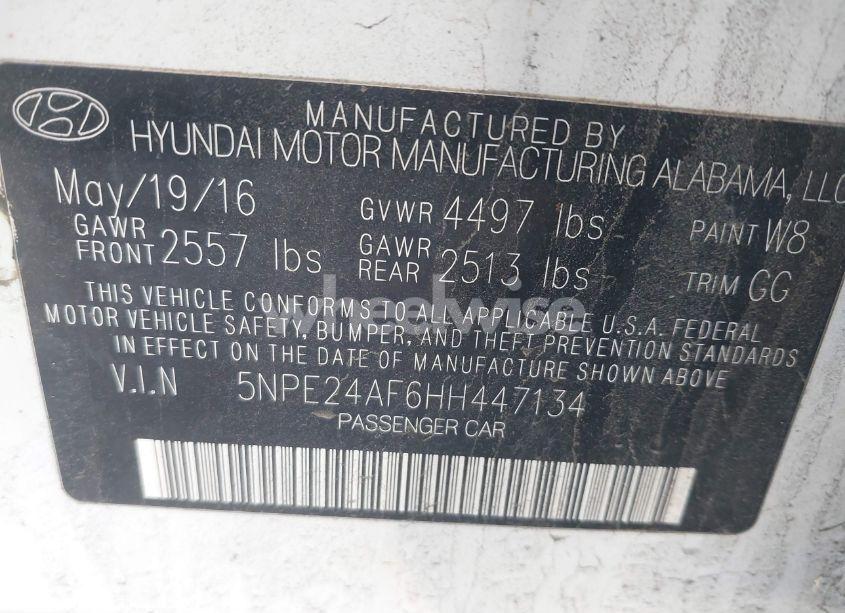 MANUFACTURED BY
HYUNDAI MOTOR MANUFACTURING ALABAMA, LLC
May/19/16 GVWR 4497 lbs PAINT W8
GAWR FRONT 2557 lbs GAWR REAR 2513 lbs TRIM GG
THIS VEHICLE CONFORMS TO ALL APPLICABLE U.S.A. FEDERAL
MOTOR VEHICLE SAFETY, BUMPER, AND THEFT PREVENTION STANDARDS
IN EFFECT ON THE DATE OF MANUFACTURE SHOWN ABOVE
V.I.N 5NPE24AF6HH447134
PASSENGER CAR
wheelwise